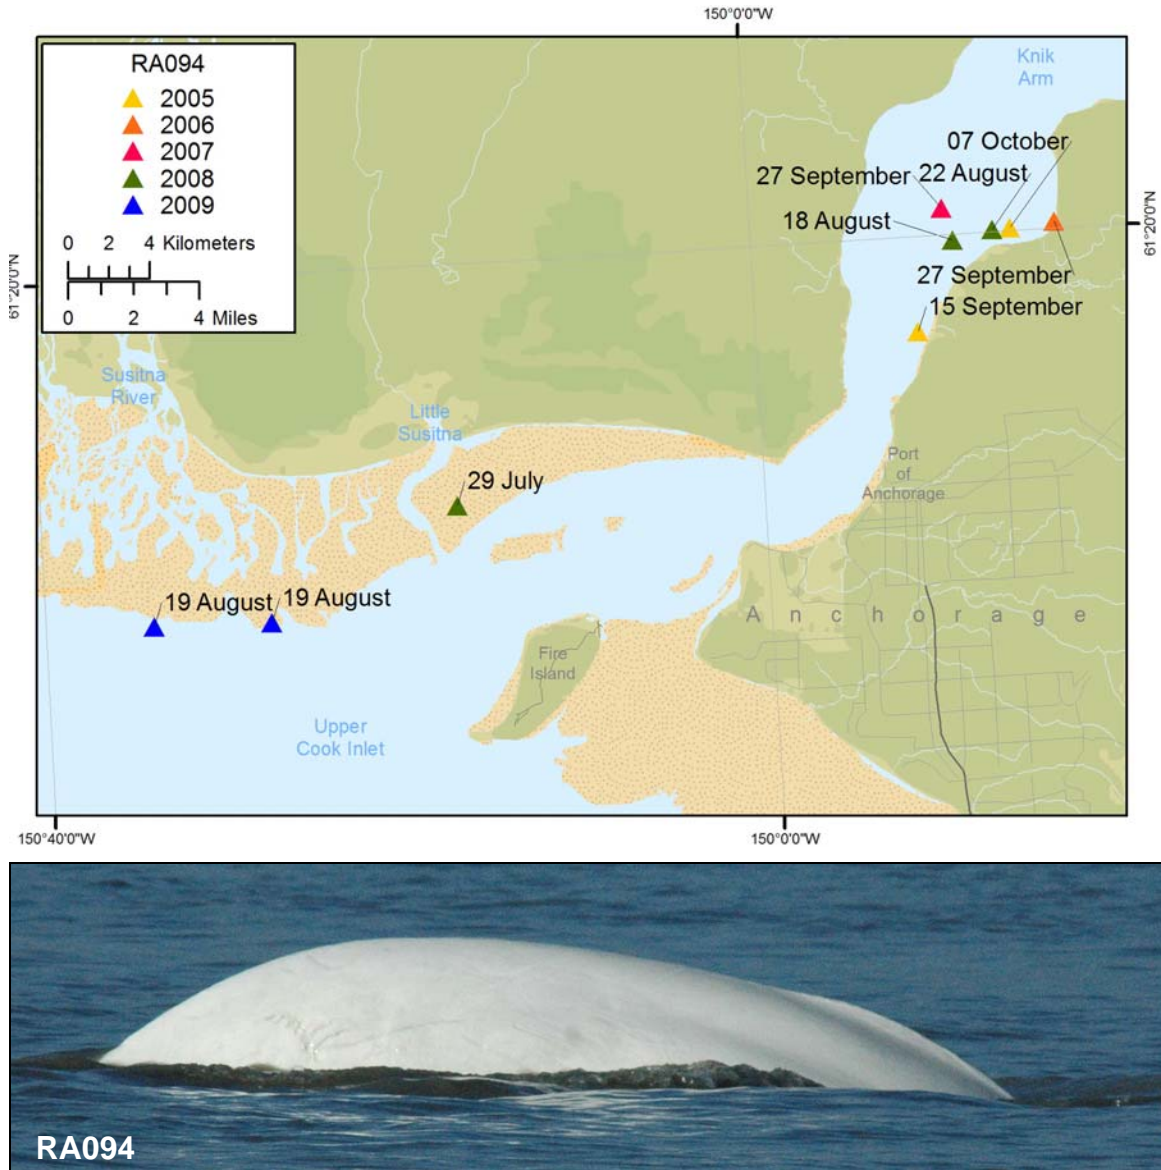 150°0'0"W
RA094
2005
2006
2007
2008
2009
0 2 4 Kilometers
0 2 4 Miles
Knik
Arm
07 October
27 September
22 August
18 August
27 September
15 September
61°20'0"N
61°20'0"N
Susitna
River
Little
Susitna
Port
of
Anchorage
29 July
19 August
19 August
Anchorage
Fire
Island
Upper
Cook Inlet
150°40'0"W
150°0'0"W
RA094